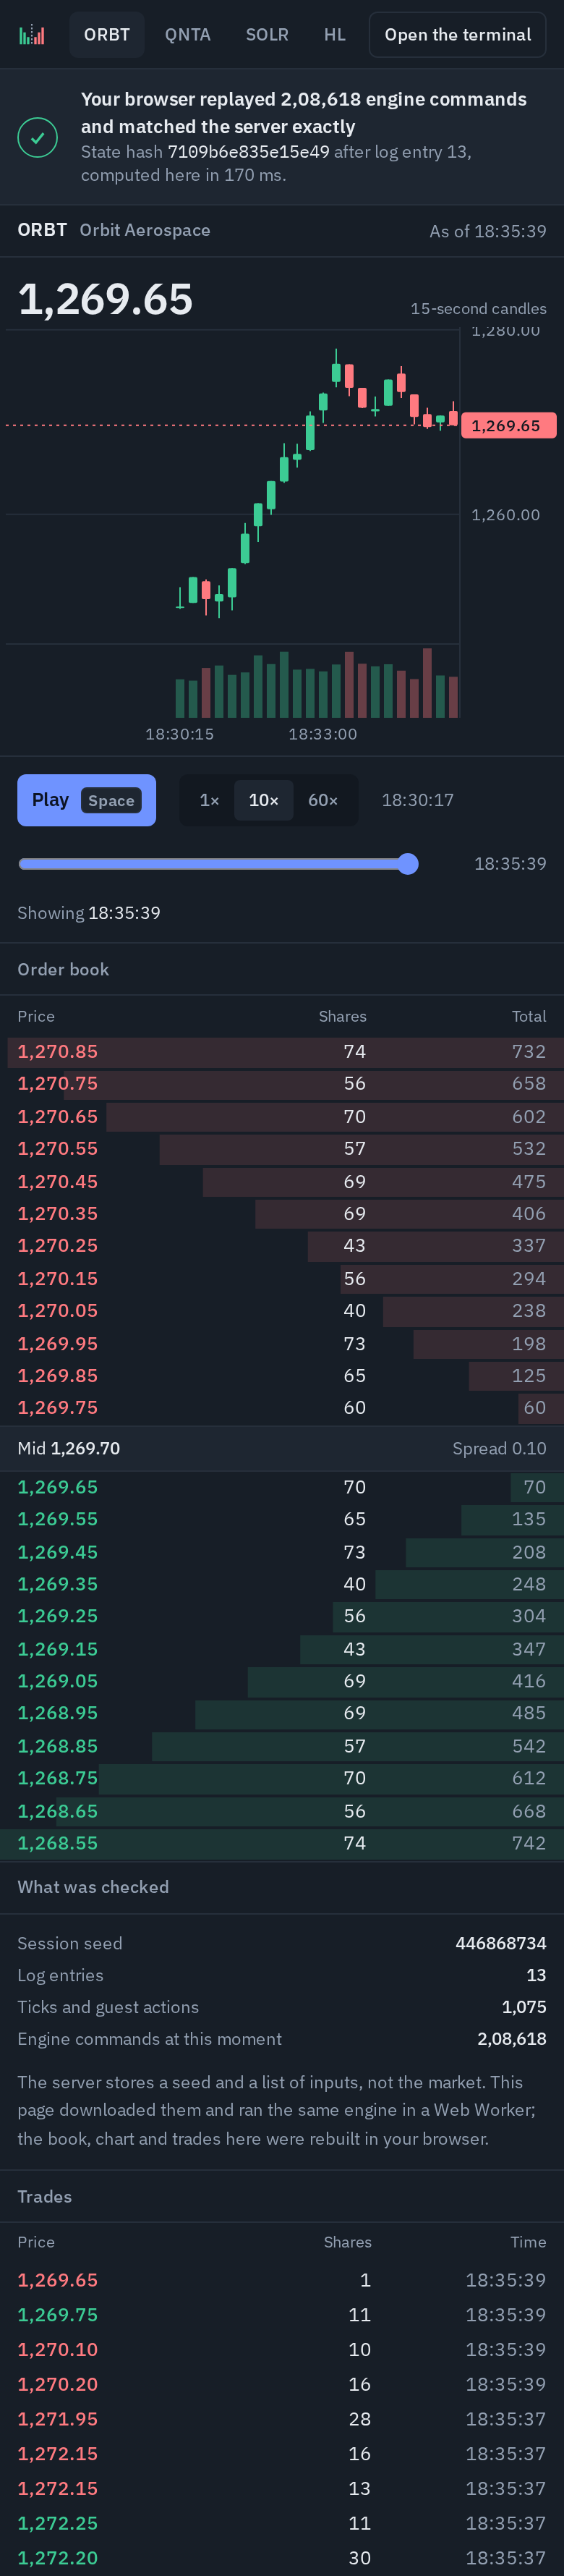 ORBT QNTA SOLR HL Open the terminal
Your browser replayed 2,08,618 engine commands
and matched the server exactly
State hash 7109b6e835e15e49 after log entry 13,
computed here in 170 ms.
ORBT Orbit Aerospace As of 18:35:39
1,269.65 15-second candles
1,280.00
1,269.65
1,260.00
18:30:15 18:33:00
Play Space 1× 10× 60× 18:30:17
18:35:39
Showing 18:35:39
Order book
Price Shares Total
1,270.85 74 732
1,270.75 56 658
1,270.65 70 602
1,270.55 57 532
1,270.45 69 475
1,270.35 69 406
1,270.25 43 337
1,270.15 56 294
1,270.05 40 238
1,269.95 73 198
1,269.85 65 125
1,269.75 60 60
Mid 1,269.70 Spread 0.10
1,269.65 70 70
1,269.55 65 135
1,269.45 73 208
1,269.35 40 248
1,269.25 56 304
1,269.15 43 347
1,269.05 69 416
1,268.95 69 485
1,268.85 57 542
1,268.75 70 612
1,268.65 56 668
1,268.55 74 742
What was checked
Session seed 446868734
Log entries 13
Ticks and guest actions 1,075
Engine commands at this moment 2,08,618
The server stores a seed and a list of inputs, not the market. This
page downloaded them and ran the same engine in a Web Worker;
the book, chart and trades here were rebuilt in your browser.
Trades
Price Shares Time
1,269.65 1 18:35:39
1,269.75 11 18:35:39
1,270.10 10 18:35:39
1,270.20 16 18:35:39
1,271.95 28 18:35:37
1,272.15 16 18:35:37
1,272.15 13 18:35:37
1,272.25 11 18:35:37
1,272.20 30 18:35:37